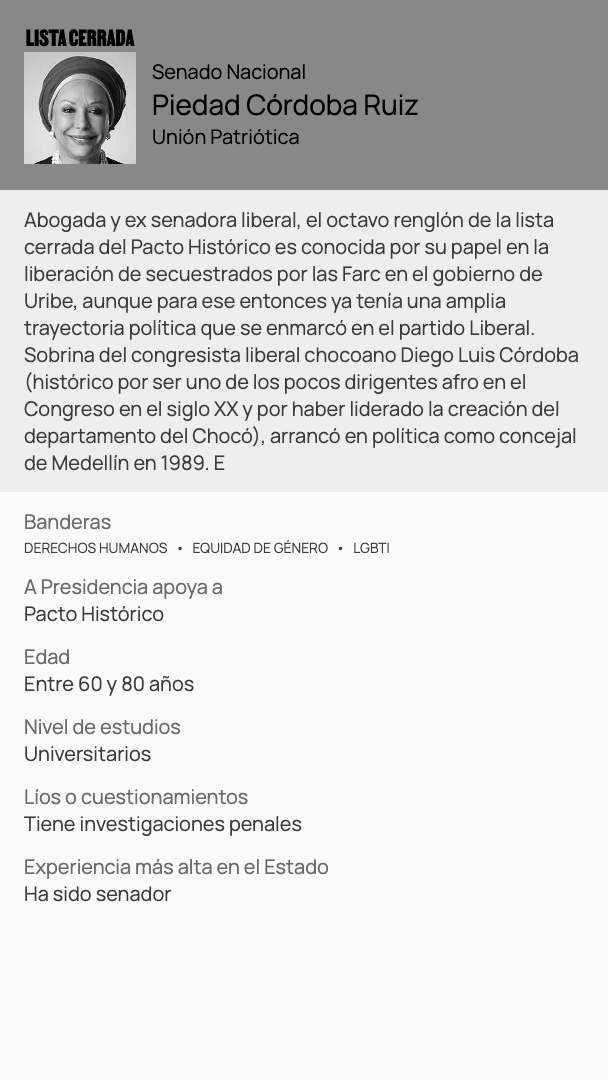 LISTA CERRADA
Senado Nacional
Piedad Córdoba Ruiz
Unión Patriótica
Abogada y ex senadora liberal, el octavo renglón de la lista
cerrada del Pacto Histórico es conocida por su papel en la
liberación de secuestrados por las Farc en el gobierno de
Uribe, aunque para ese entonces ya tenía una amplia
trayectoria política que se enmarcó en el partido Liberal.
Sobrina del congresista liberal chocoano Diego Luis Córdoba
(histórico por ser uno de los pocos dirigentes afro en el
Congreso en el siglo XX y por haber liderado la creación del
departamento del Chocó), arrancó en política como concejal
de Medellín en 1989. E
Banderas
DERECHOS HUMANOS • EQUIDAD DE GÉNERO • LGBTI
A Presidencia apoya a
Pacto Histórico
Edad
Entre 60 y 80 años
Nivel de estudios
Universitarios
Líos o cuestionamientos
Tiene investigaciones penales
Experiencia más alta en el Estado
Ha sido senador